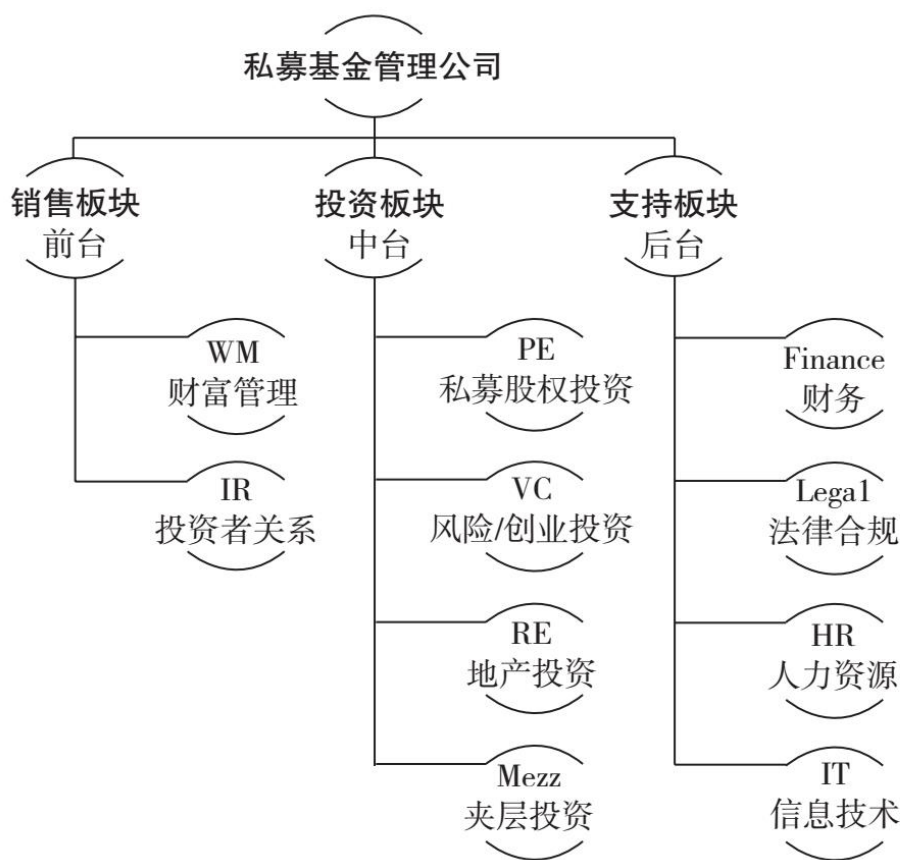 私募基金管理公司
销售板块
前台
投资板块
中台
支持板块
后台
WM
财富管理
IR
投资者关系
PE
私募股权投资
VC
风险/创业投资
RE
地产投资
Mezz
夹层投资
Finance
财务
Lega1
法律合规
HR
人力资源
IT
信息技术